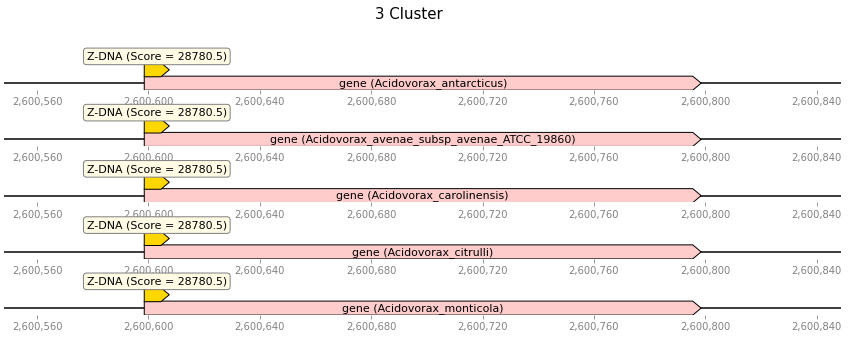 3 Cluster
Z-DNA (Score = 28780.5)
gene (Acidovorax_antarcticus)
2,600,560 2,600,600 2,600,640 2,600,680 2,600,720 2,600,760 2,600,800 2,600,840
Z-DNA (Score = 28780.5)
gene (Acidovorax_avenae_subsp_avenae_ATCC_19860)
2,600,560 2,600,600 2,600,640 2,600,680 2,600,720 2,600,760 2,600,800 2,600,840
Z-DNA (Score = 28780.5)
gene (Acidovorax_carolinensis)
2,600,560 2,600,600 2,600,640 2,600,680 2,600,720 2,600,760 2,600,800 2,600,840
Z-DNA (Score = 28780.5)
gene (Acidovorax_citrulli)
2,600,560 2,600,600 2,600,640 2,600,680 2,600,720 2,600,760 2,600,800 2,600,840
Z-DNA (Score = 28780.5)
gene (Acidovorax_monticola)
2,600,560 2,600,600 2,600,640 2,600,680 2,600,720 2,600,760 2,600,800 2,600,840